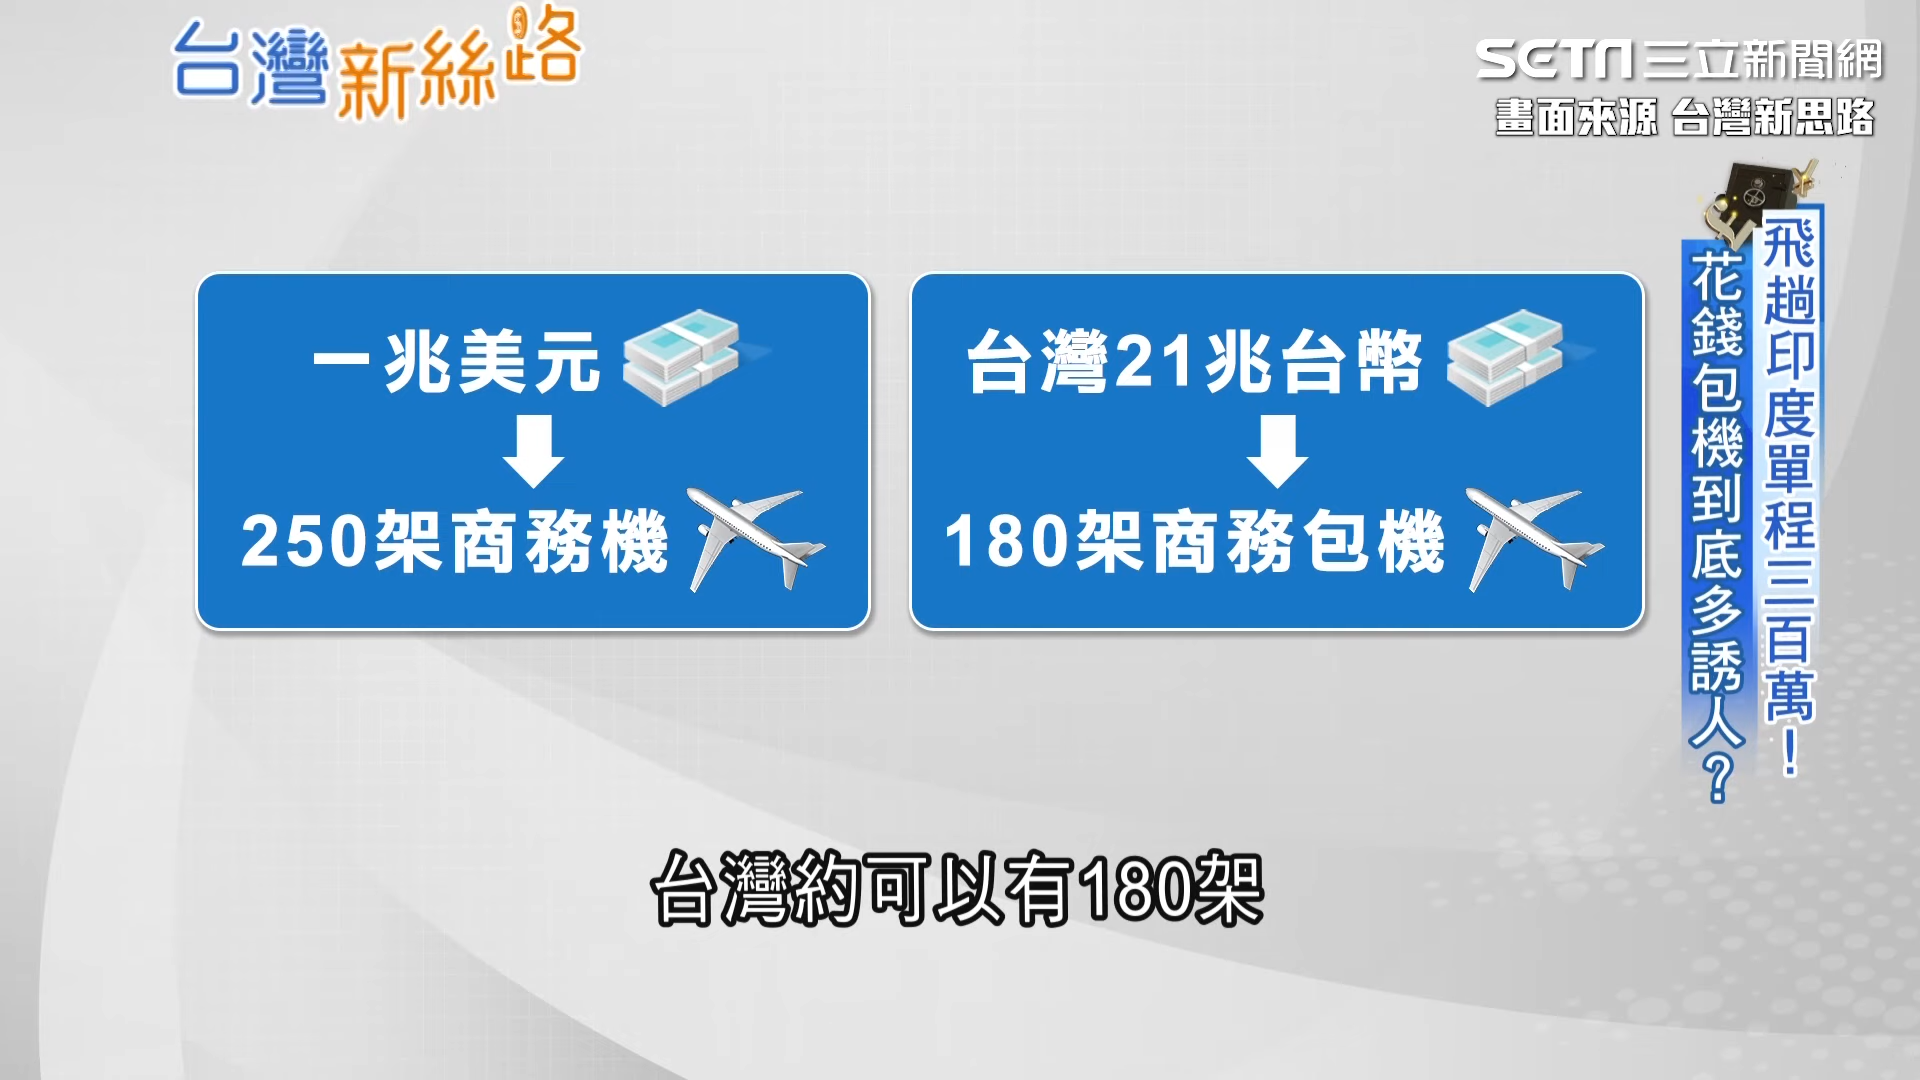 台灣新絲路
SETN三立新聞網
畫面來源 台灣新思路
飛趟印度單程三百萬！
花錢包機到底多誘人？
一兆美元
250架商務機
台灣21兆台幣
180架商務包機
台灣約可以有180架